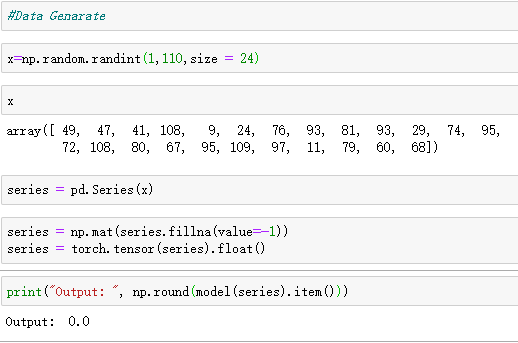 #Data Genarate
x=np.random.randint(1,110,size = 24)
x
array([ 49, 47, 41, 108, 9, 24, 76, 93, 81, 93, 29, 74, 95,
72, 108, 80, 67, 95, 109, 97, 11, 79, 60, 68])
series = pd.Series(x)
series = np.mat(series.fillna(value=-1))
series = torch.tensor(series).float()
print("Output: ", np.round(model(series).item()))
Output:  0.0